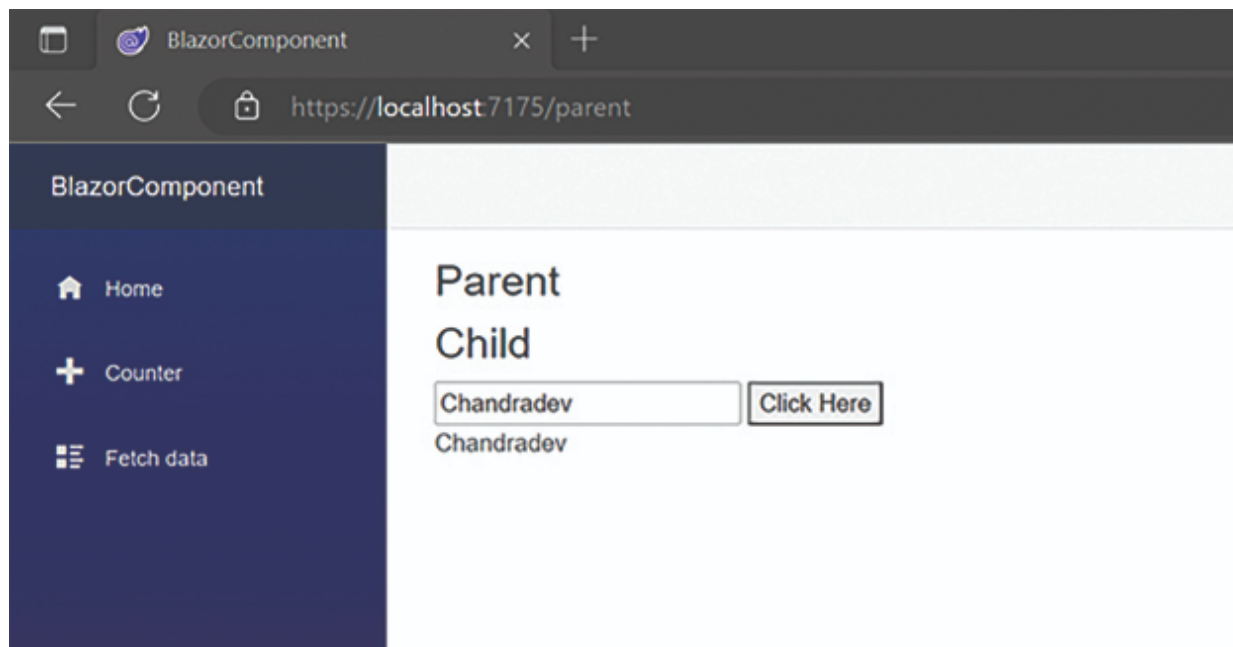 BlazorComponent
https://localhost:7175/parent
BlazorComponent
Home
Counter
Fetch data
Parent
Child
Chandradev Click Here
Chandradev